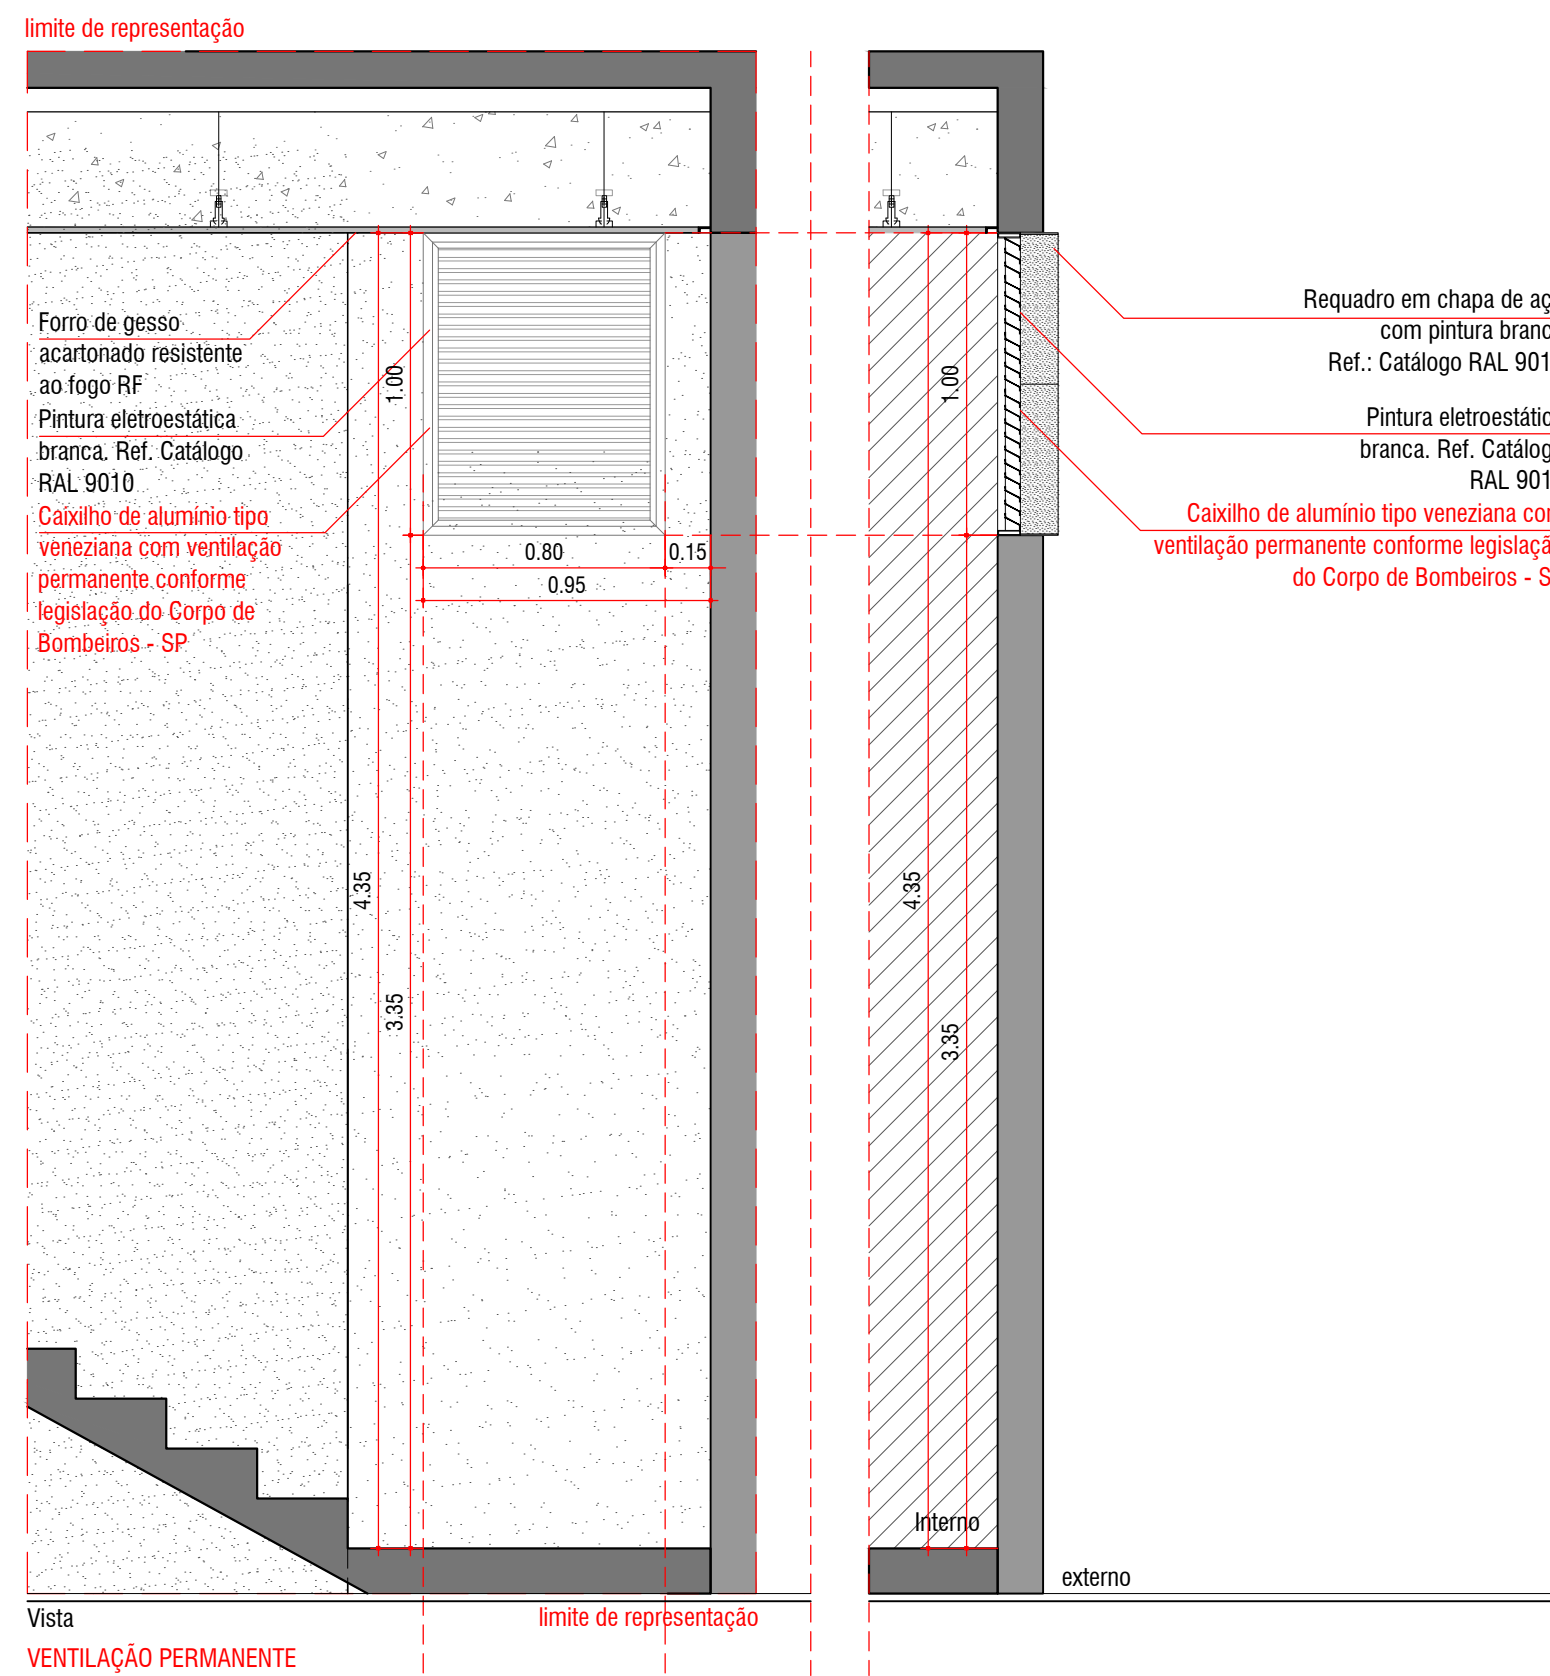 limite de representação
Forro de gesso
acartonado resistente
ao fogo RF
Pintura eletroestática
branca. Ref. Catálogo
RAL 9010
Caixilho de alumínio tipo
veneziana com ventilação
permanente conforme
legislação do Corpo de
Bombeiros - SP
1.00
0.80
0.15
0.95
4.35
3.35
1.00
4.35
3.35
Requadro em chapa de aç
com pintura branc
Ref.: Catálogo RAL 901
Pintura eletroestátic
branca. Ref. Catálog
RAL 901
Caixilho de alumínio tipo veneziana co
ventilação permanente conforme legislaçã
do Corpo de Bombeiros - S
Interno
externo
Vista
limite de representação
VENTILAÇÃO PERMANENTE